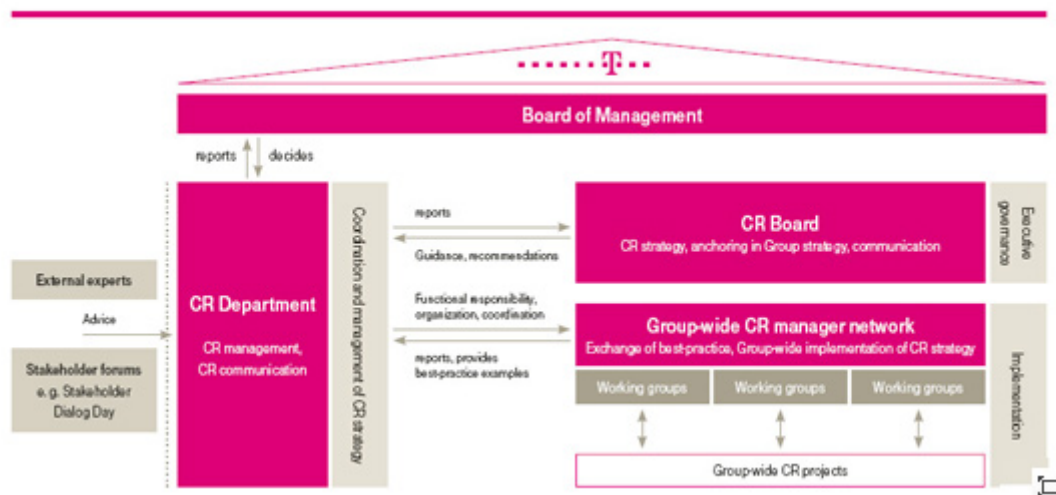 T
Board of Management
reports
decides
External experts
Advice
Stakeholder forums
e. g. Stakeholder
Dialog Day
CR Department
CR management,
CR communication
Coordination and management of CR strategy
reports
Guidance, recommendations
Functional responsibility,
organization, coordination
reports, provides
best-practice examples
CR Board
CR strategy, anchoring in Group strategy, communication
Executive
governance
Group-wide CR manager network
Exchange of best-practice, Group-wide implementation of CR strategy
Working groups
Working groups
Working groups
Group-wide CR projects
Implementation